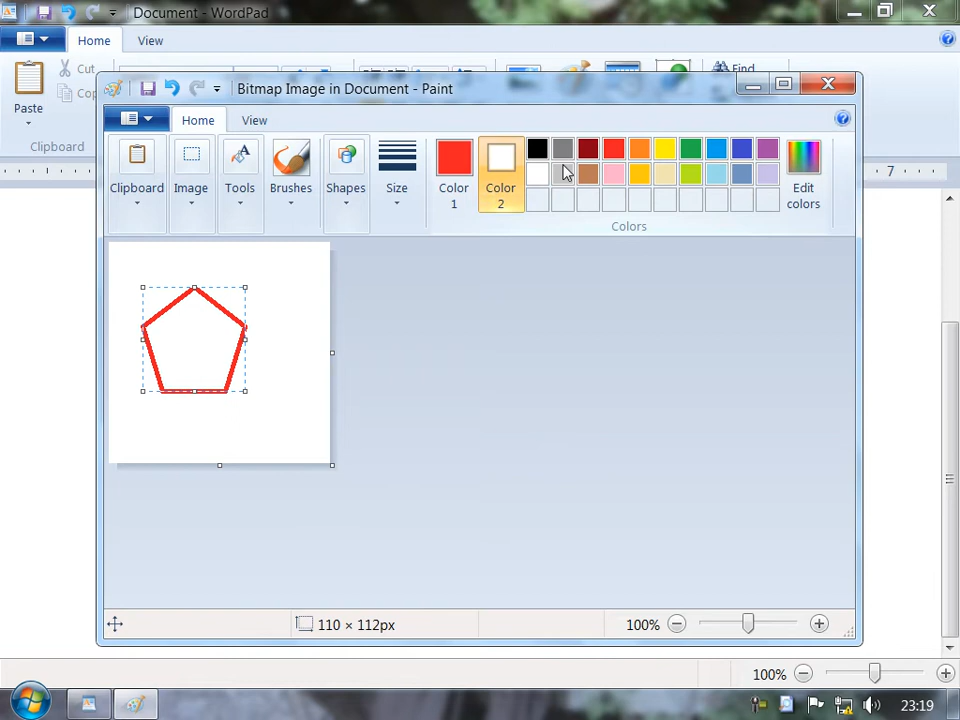 Document - WordPad
Home View
Cut
Paste
Clipboard
Find
Bitmap Image in Document - Paint
Home View
Clipboard Image Tools Brushes Shapes Size Color 1 Color 2 Edit colors
Colors
7
110 × 112px
100%
100%
23:19